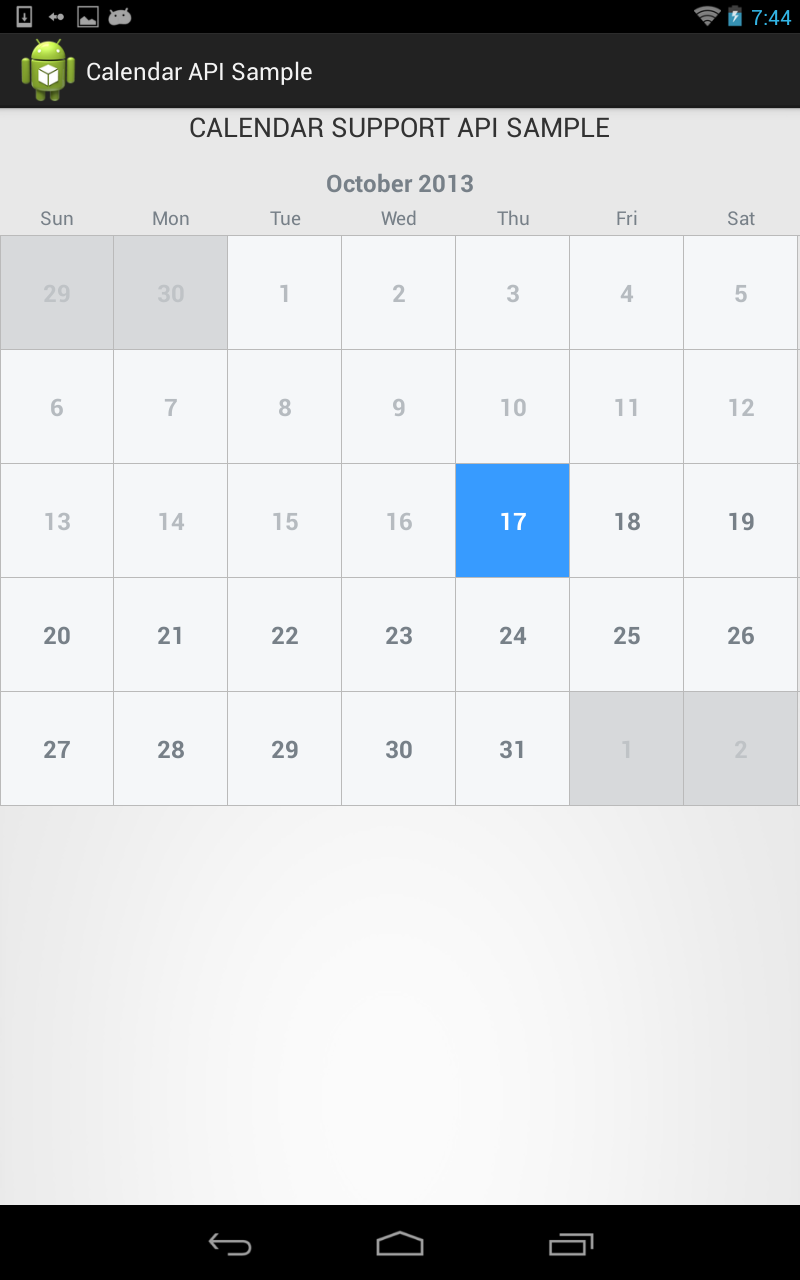 7:44
Calendar API Sample
CALENDAR SUPPORT API SAMPLE
October 2013
Sun Mon Tue Wed Thu Fri Sat
29 30 1 2 3 4 5
6 7 8 9 10 11 12
13 14 15 16 17 18 19
20 21 22 23 24 25 26
27 28 29 30 31 1 2